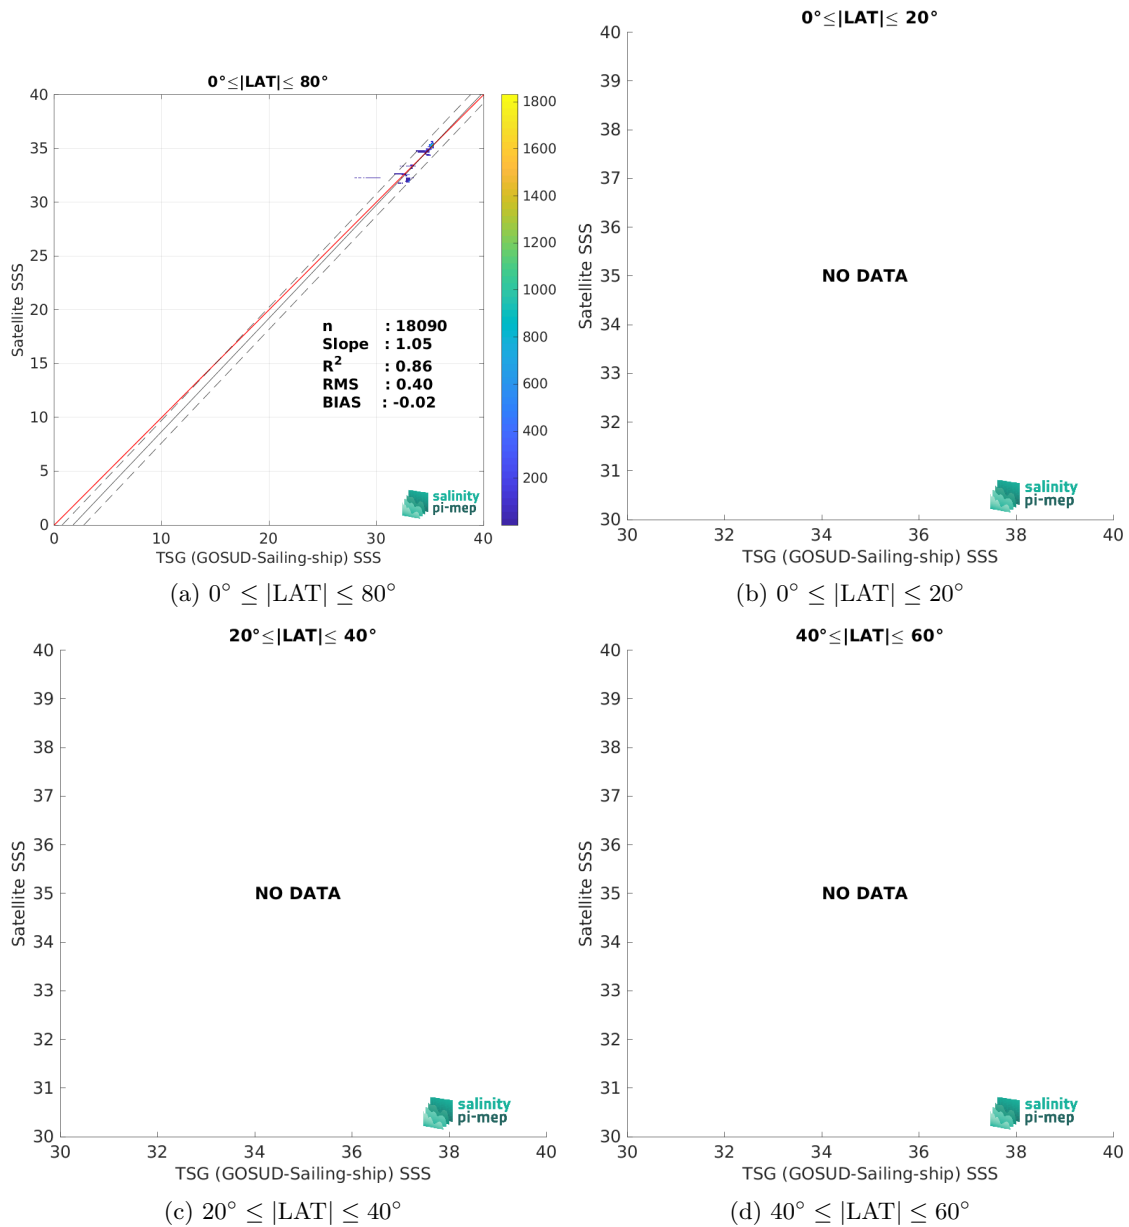 0°≤|LAT|≤ 80°
40
35
30
25
20
15
10
5
0
0 10 20 30 40
Satellite SSS
TSG (GOSUD-Sailing-ship) SSS
n : 18090
Slope : 1.05
R2 : 0.86
RMS : 0.40
BIAS : -0.02
1800
1600
1400
1200
1000
800
600
400
200
salinity
pi-mep
(a) 0° ≤ |LAT| ≤ 80°
0°≤|LAT|≤ 20°
40
39
38
37
36
35
34
33
32
31
30
30 32 34 36 38 40
Satellite SSS
NO DATA
salinity
pi-mep
TSG (GOSUD-Sailing-ship) SSS
(b) 0° ≤ |LAT| ≤ 20°
20°≤|LAT|≤ 40°
40
39
38
37
36
35
34
33
32
31
30
30 32 34 36 38 40
Satellite SSS
NO DATA
salinity
pi-mep
TSG (GOSUD-Sailing-ship) SSS
(c) 20° ≤ |LAT| ≤ 40°
40°≤|LAT|≤ 60°
40
39
38
37
36
35
34
33
32
31
30
30 32 34 36 38 40
Satellite SSS
NO DATA
salinity
pi-mep
TSG (GOSUD-Sailing-ship) SSS
(d) 40° ≤ |LAT| ≤ 60°